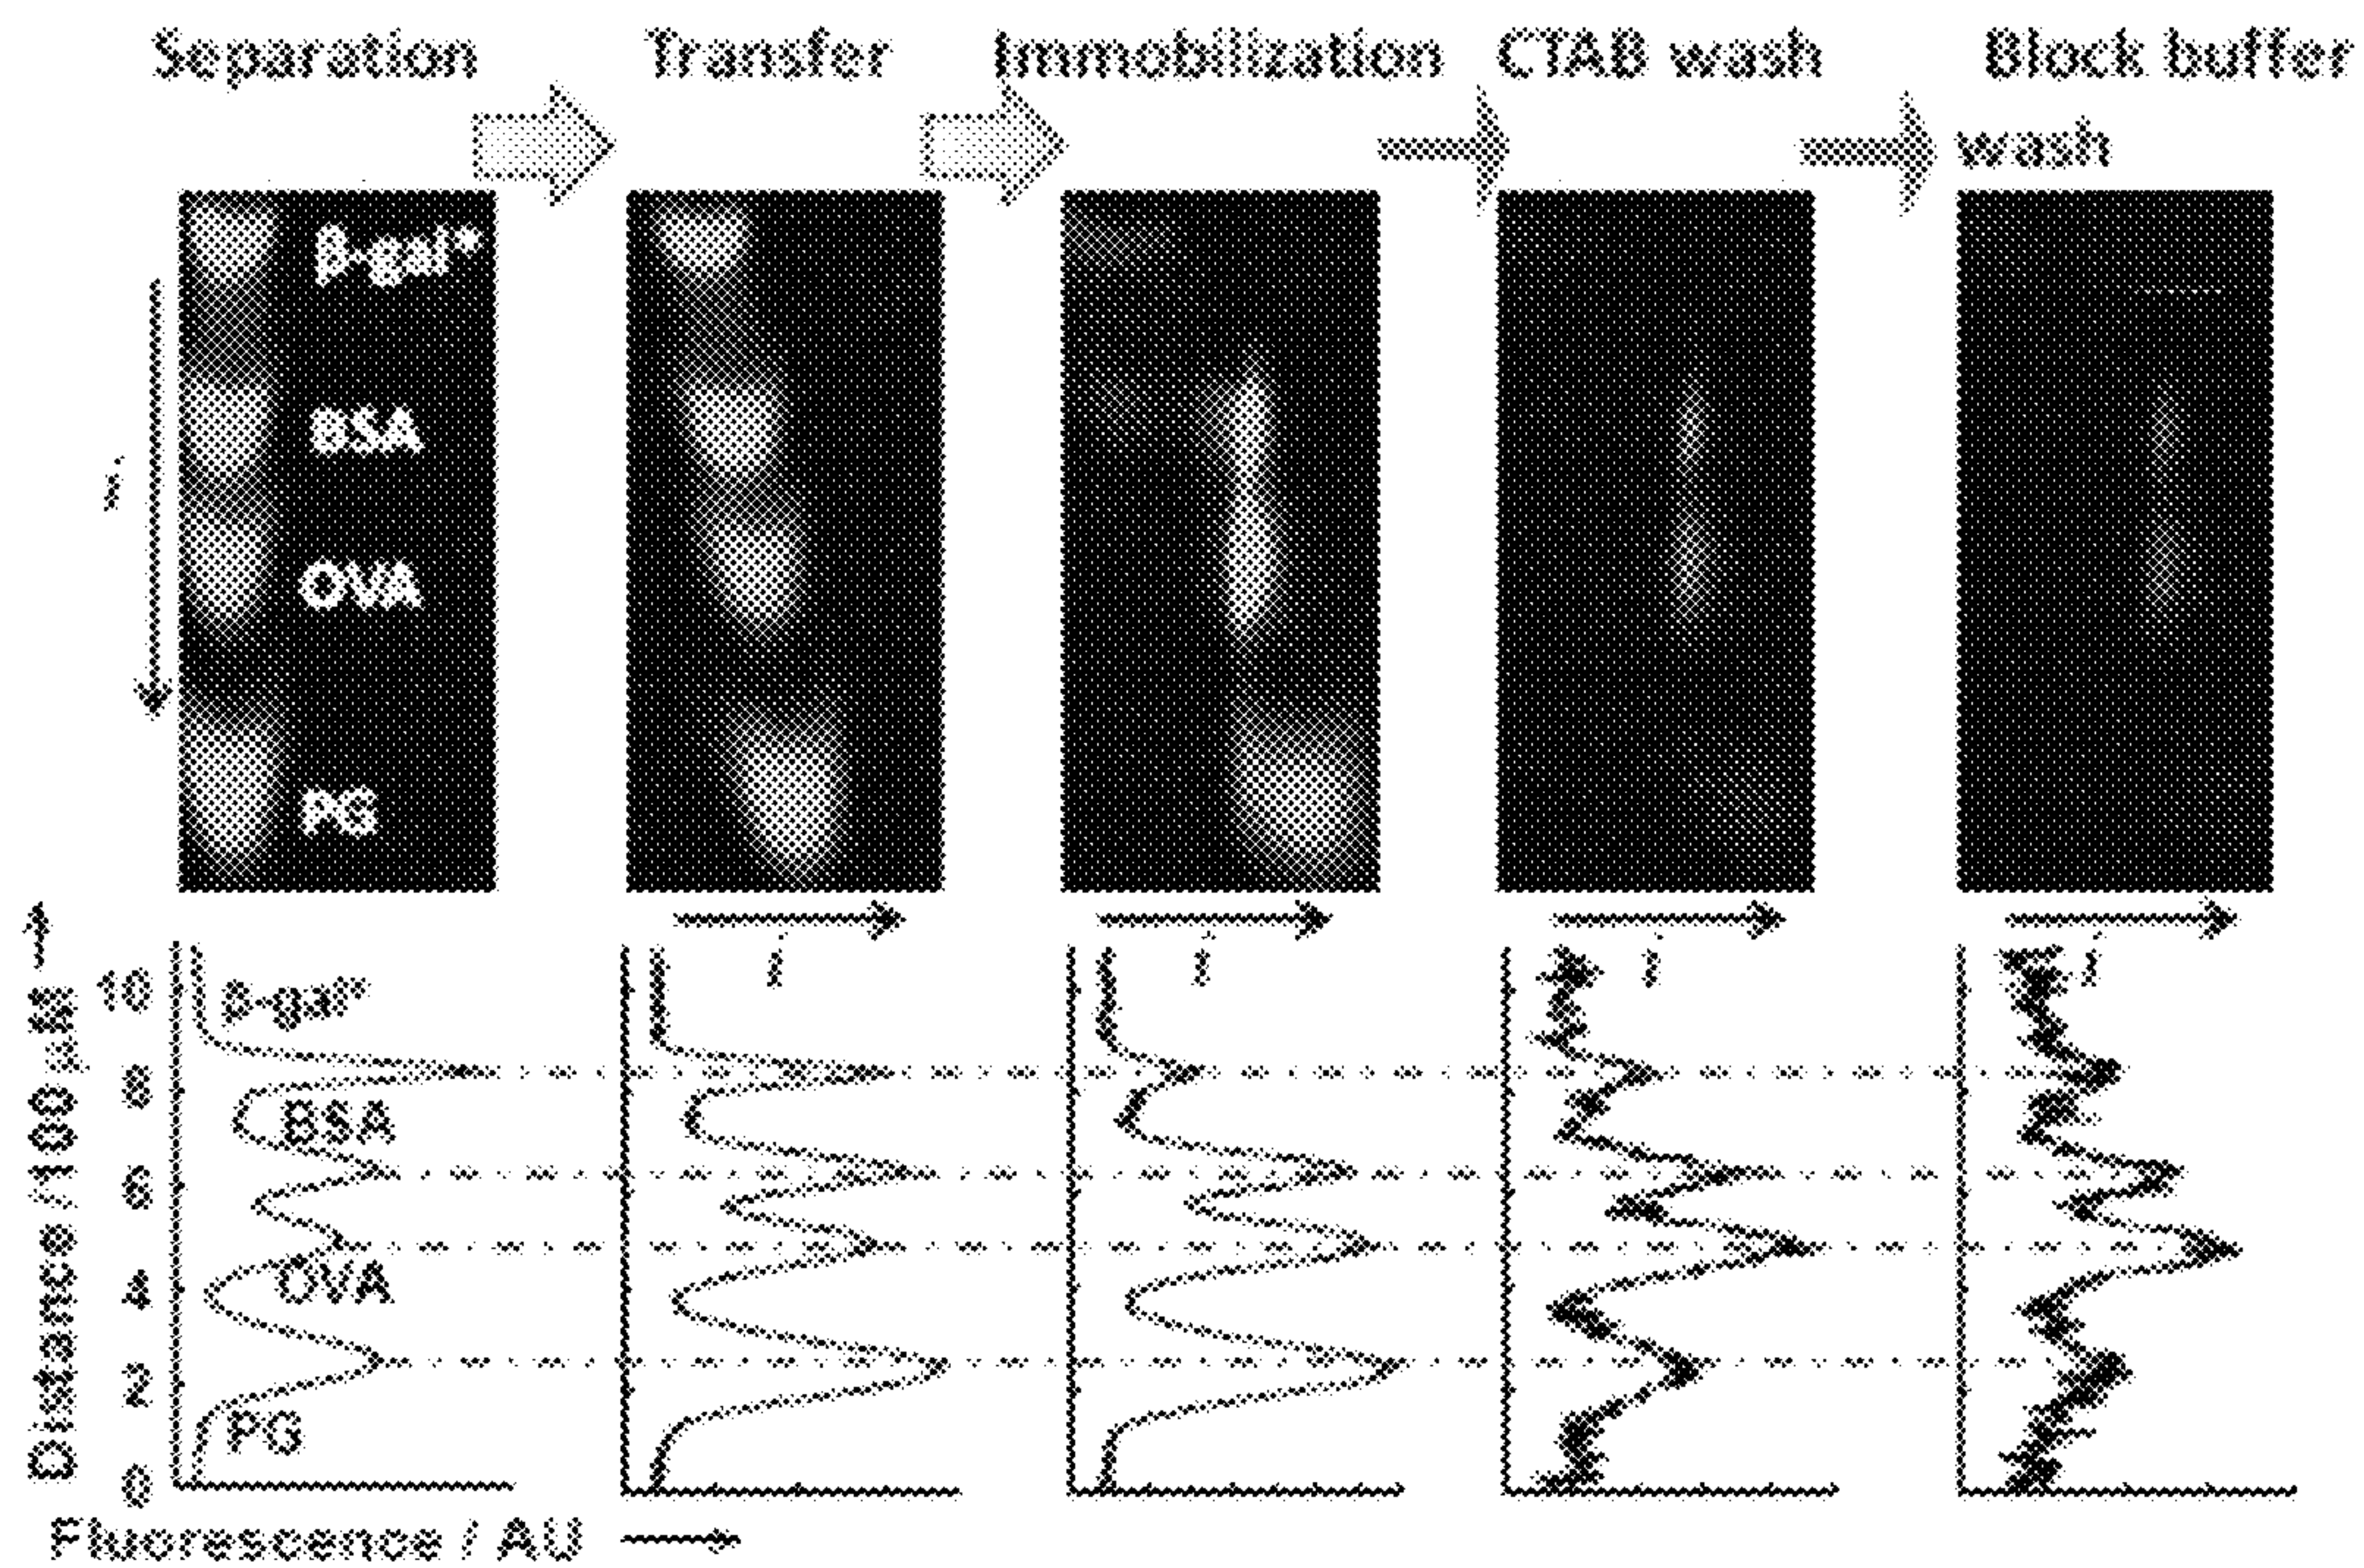 Separation Transfer Immobilization CTAB wash Block buffer
wash
β-gal*
BSA
i
OVA
PG
i i i i
10 β-gal*
8
BSA
6
4 OVA
2
PG
0
Distance /100 µm
Fluorescence / AU